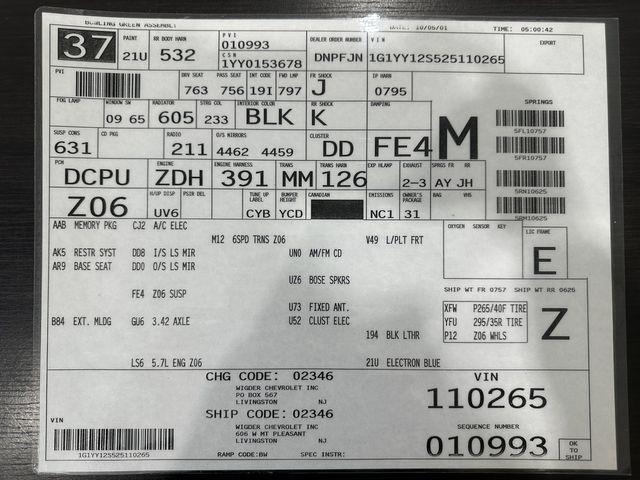 BOWLING GREEN ASSEMBLY DATE: 10/05/01 TIME: 05:00:42
37 PAINT 21U RR BODY HARN 532 PVI 010993 CSN 1YY0153678 DEALER ORDER NUMBER DNPFJN VIN 1G1YY12S525110265 EXPORT
PVI DRV SEAT 763 PASS SEAT 756 INT CODE 19I FWD LMP 797 FR SHOCK J IP HARN 0795
FOG LAMP WINDOW SW 09 65 RADIATOR 605 STRG COL 233 INTERIOR COLOR BLK RR SHOCK K DAMPING FE4 M SPRINGS
SUSP CONS 631 CD PKG RADIO 211 O/S MIRRORS 4462 4459 CLUSTER DD
5FL10757
5FR10757
5RN10625
5RM10625
PCM DCPU ENGINE ZDH ENGINE HARNESS 391 TRANS MM TRANS HARN 126 EXP HLAMP EXHAUST 2-3 SPRGS FR RR AY JH
Z06 H/UP DISP UV6 PSIR DEL TUNE UP LABEL CYB BUMPER HEIGHT YCD CANADIAN EMISSIONS NC1 OWNER'S PACKAGE 31 BAG VHS
AAB MEMORY PKG CJ2 A/C ELEC OXYGEN SENSOR KEY
M12 6SPD TRNS Z06 V49 L/PLT FRT LIC FRAME
AK5 RESTR SYST DD8 I/S LS MIR UN0 AM/FM CD E
AR9 BASE SEAT DD0 O/S LS MIR
UZ6 BOSE SPKRS
FE4 Z06 SUSP SHIP WT FR 0757 SHIP WT RR 0625
U73 FIXED ANT. XFW P265/40F TIRE
B84 EXT. MLDG GU6 3.42 AXLE U52 CLUST ELEC YFU 295/35R TIRE Z
194 BLK LTHR P12 Z06 WHLS
LS6 5.7L ENG Z06 21U ELECTRON BLUE
CHG CODE: 02346 VIN
WIGDER CHEVROLET INC
PO BOX 567
LIVINGSTON NJ
110265
SHIP CODE: 02346 SEQUENCE NUMBER
VIN WIGDER CHEVROLET INC
606 W MT PLEASANT
LIVINGSTON NJ
010993 OK TO SHIP
1G1YY12S525110265 RAMP CODE:BW SPEC INSTR: